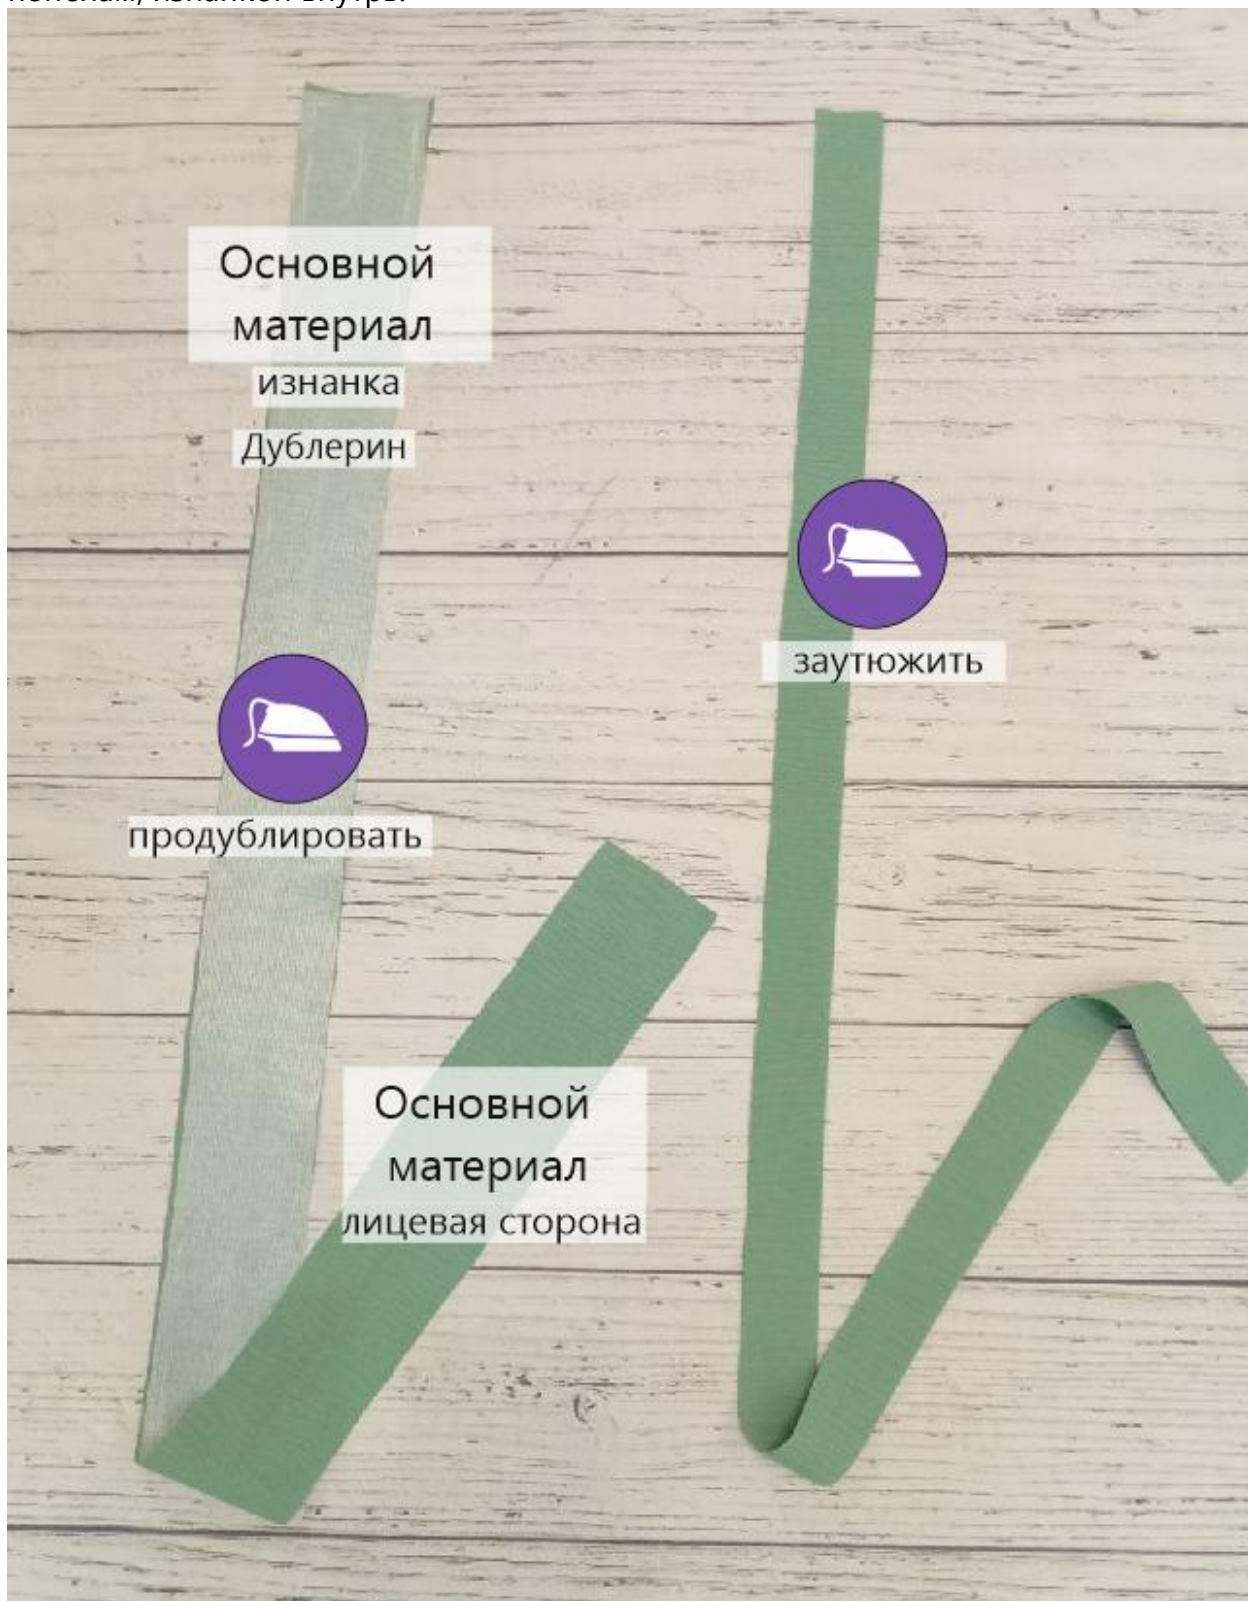 Основной
материал
изнанка
Дублерин
заутюжить
продублировать
Основной
материал
лицевая сторона